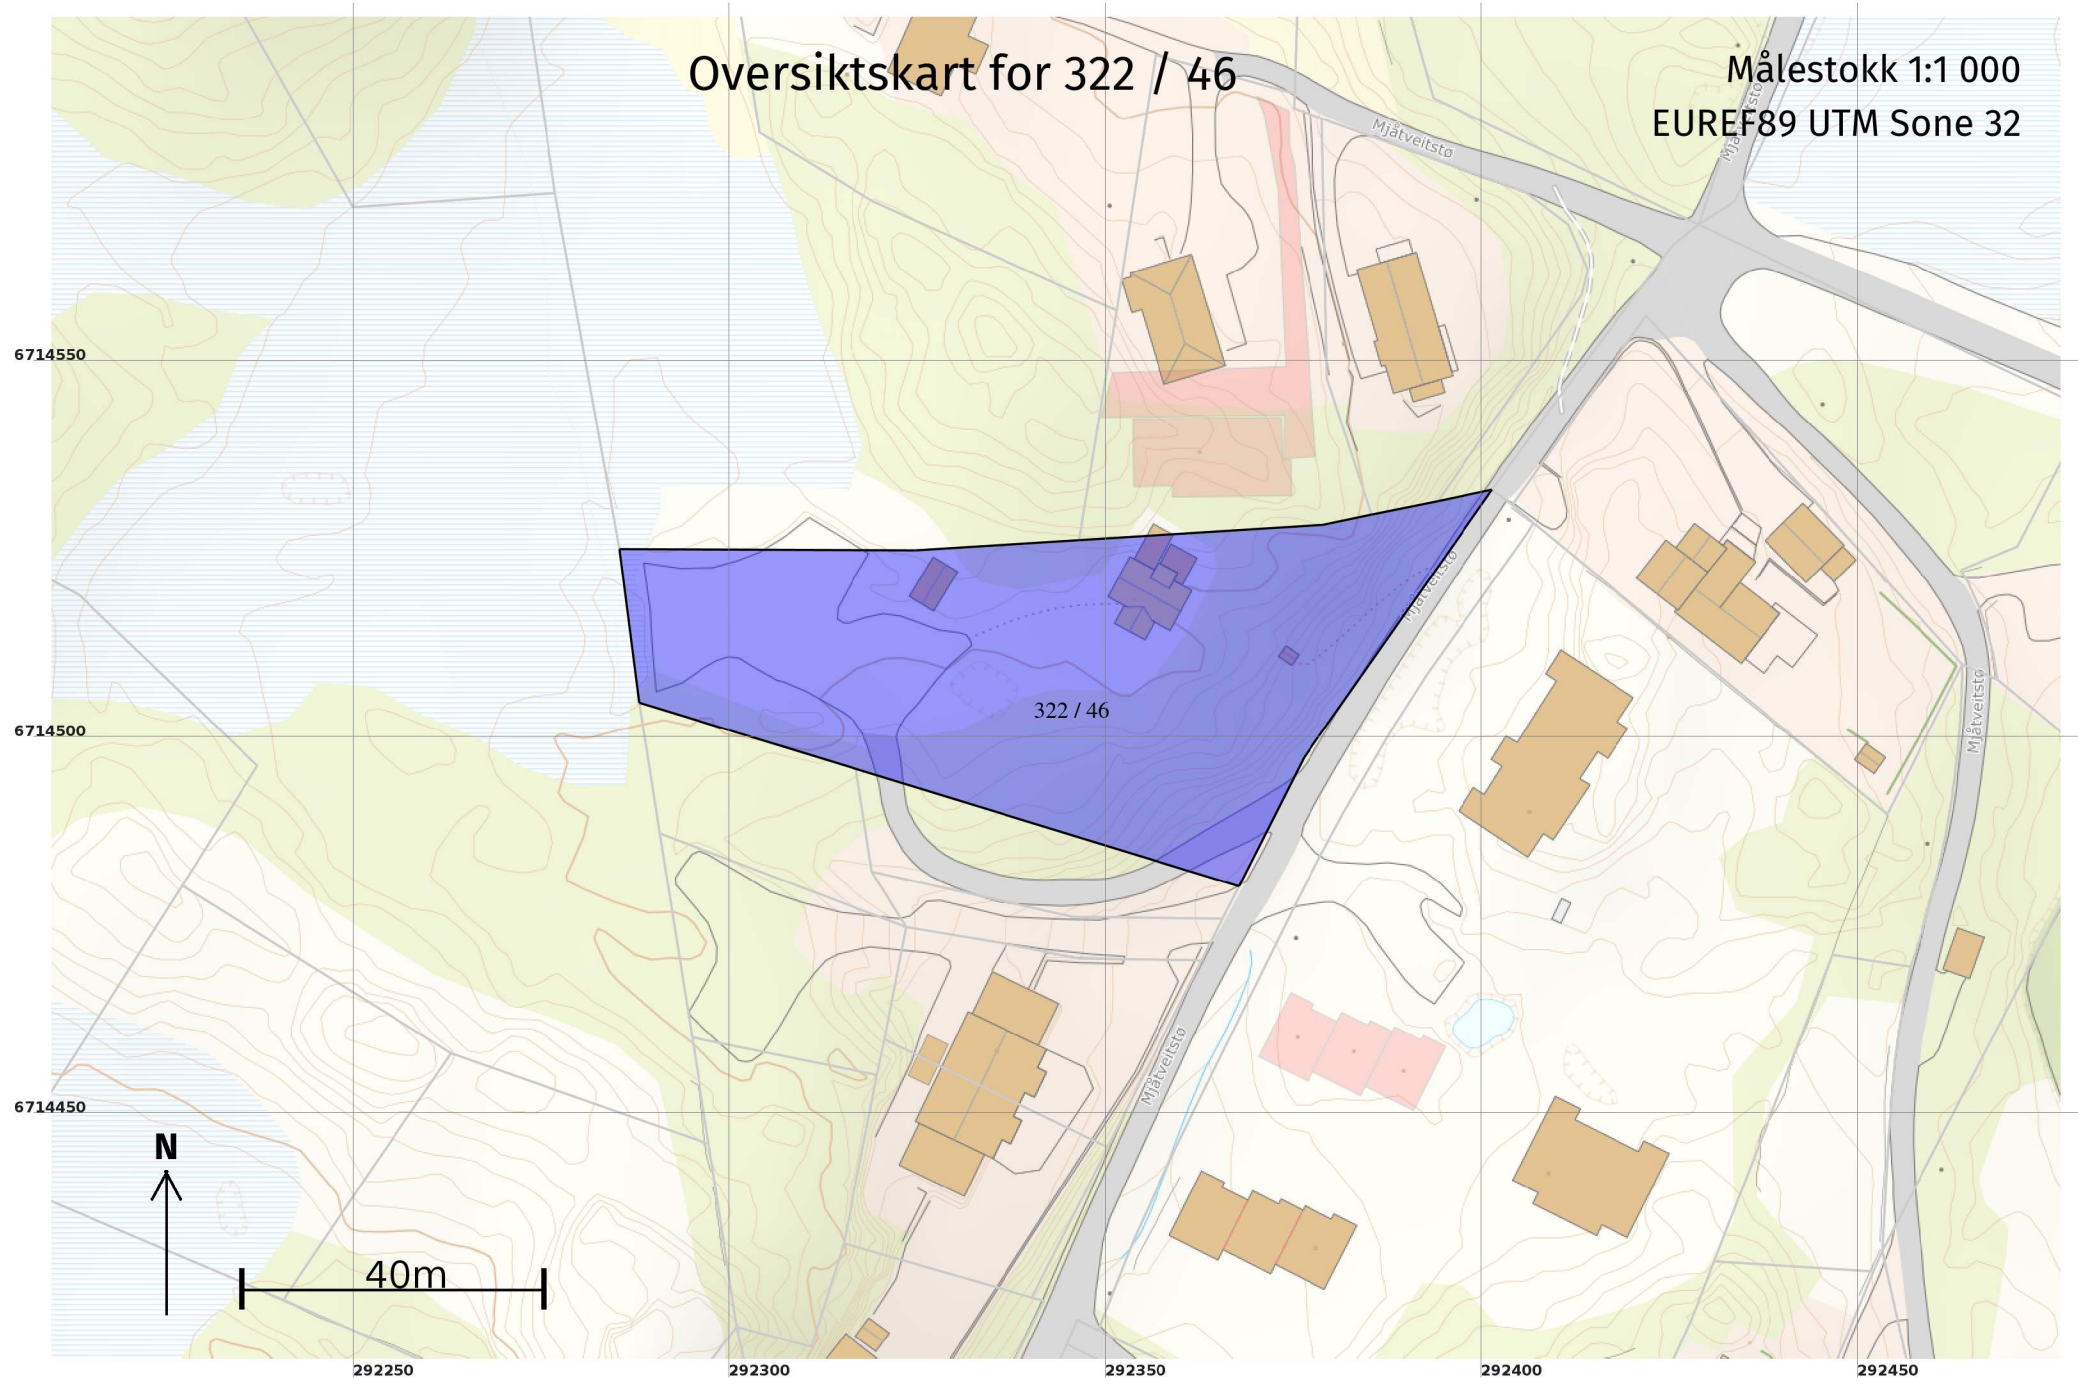 Oversiktskart for 322 / 46
Målestokk 1:1 000
EUREF89 UTM Sone 32
Mjåtveitstø
Mjåtveitstø
6714550
Mjåtveitstø
322 / 46
Mjåtveitstø
6714500
Mjåtveitstø
6714450
N
40m
292250
292300
292350
292400
292450